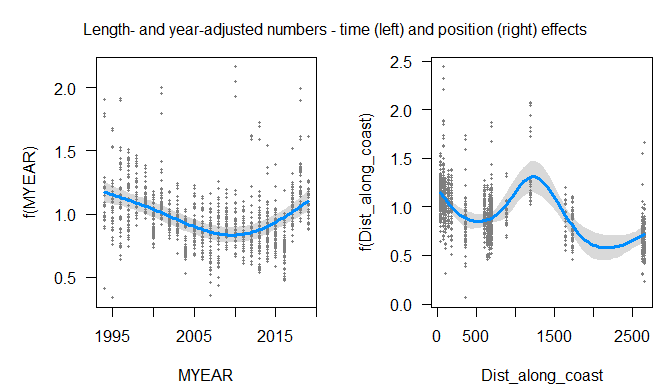 Length- and year-adjusted numbers - time (left) and position (right) effects
f(MYEAR)
2.0
1.5
1.0
0.5
1995 2005 2015
MYEAR
f(Dist_along_coast)
2.5
2.0
1.5
1.0
0.5
0.0
0 500 1500 2500
Dist_along_coast